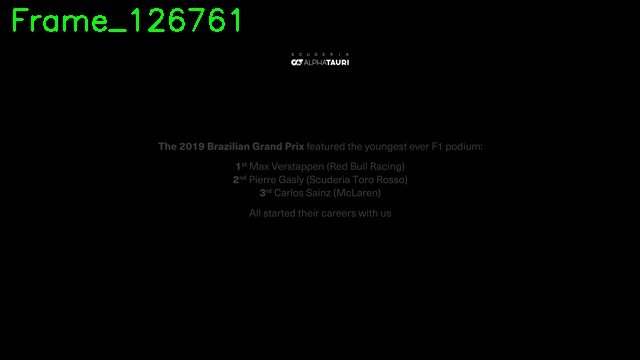 Frame_126761
SCUDERIA
ALPHATAURI
The 2019 Brazilian Grand Prix featured the youngest ever F1 podium:
1st Max Verstappen (Red Bull Racing)
2nd Pierre Gasly (Scuderia Toro Rosso)
3rd Carlos Sainz (McLaren)
All started their careers with us